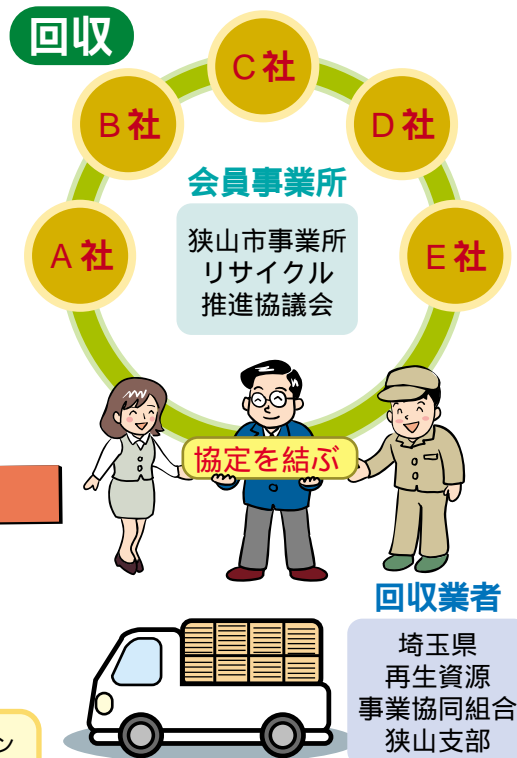 回収
C社
B社
D社
A社
E社
会員事業所
狭山市事業所
リサイクル
推進協議会
協定を結ぶ
回収業者
埼玉県
再生資源
事業協同組合
狭山支部
ン